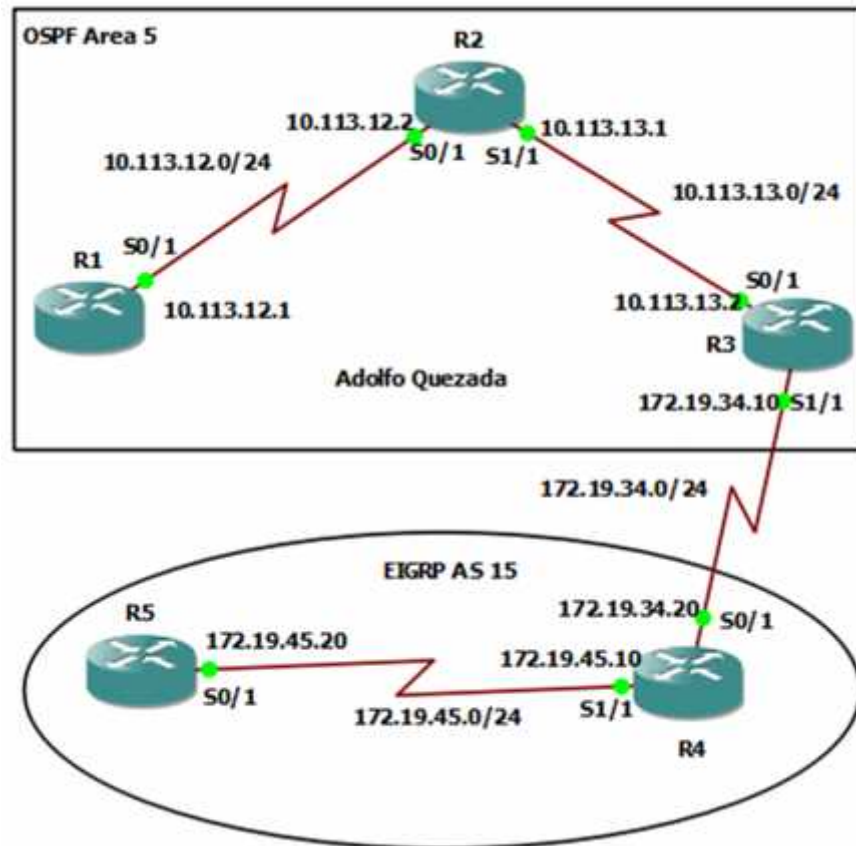 OSPF Area 5
R2
10.113.12.2
10.113.13.1
S0/1
S1/1
10.113.12.0/24
10.113.13.0/24
S0/1
S0/1
R1
10.113.13.2
10.113.12.1
R3
Adolfo Quezada
172.19.34.10
S1/1
172.19.34.0/24
EIGRP AS 15
R5
172.19.34.20
S0/1
172.19.45.20
172.19.45.10
S0/1
S1/1
172.19.45.0/24
R4